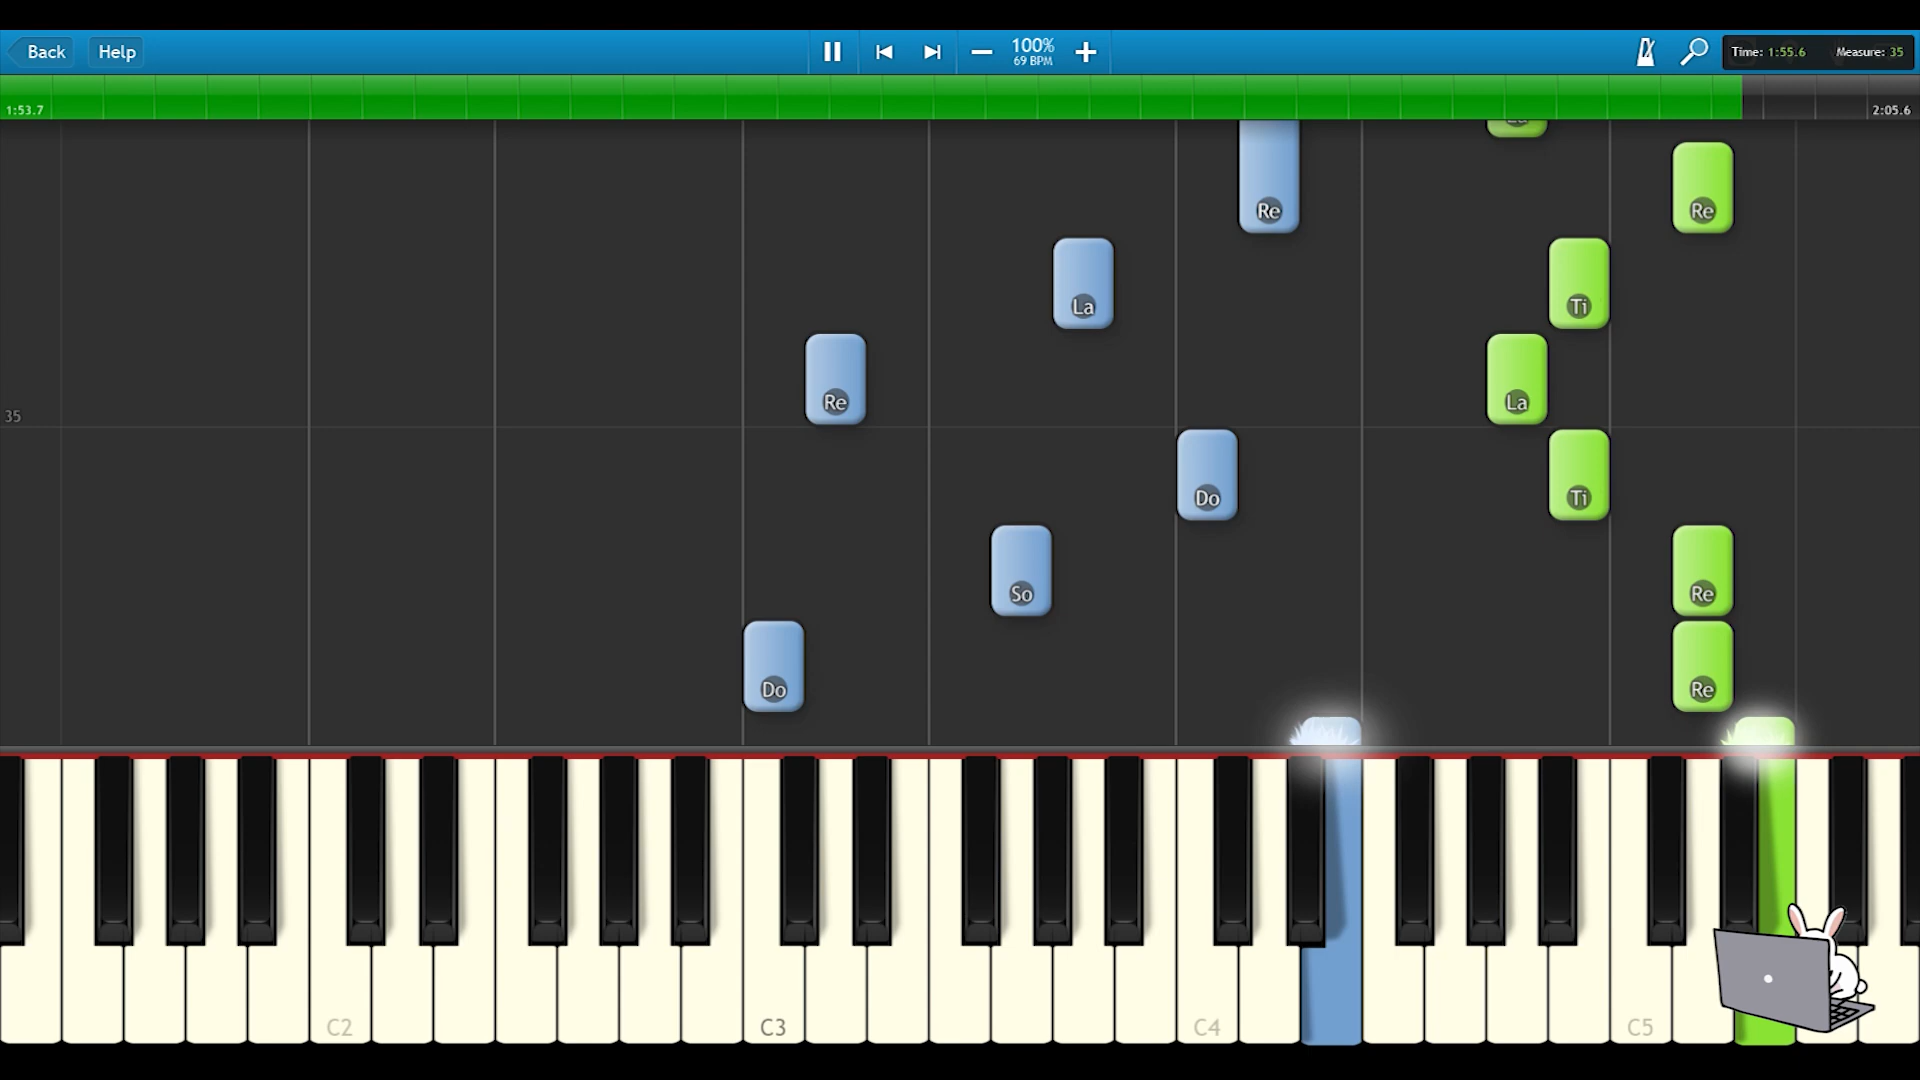 Back
Help
100%
69 BPM
Time: 1:55.6
Measure: 35
1:53.7
2:05.6
La
Re
Re
La
Ti
Re
La
35
Do
Ti
So
Re
Do
Re
C2
C3
C4
C5